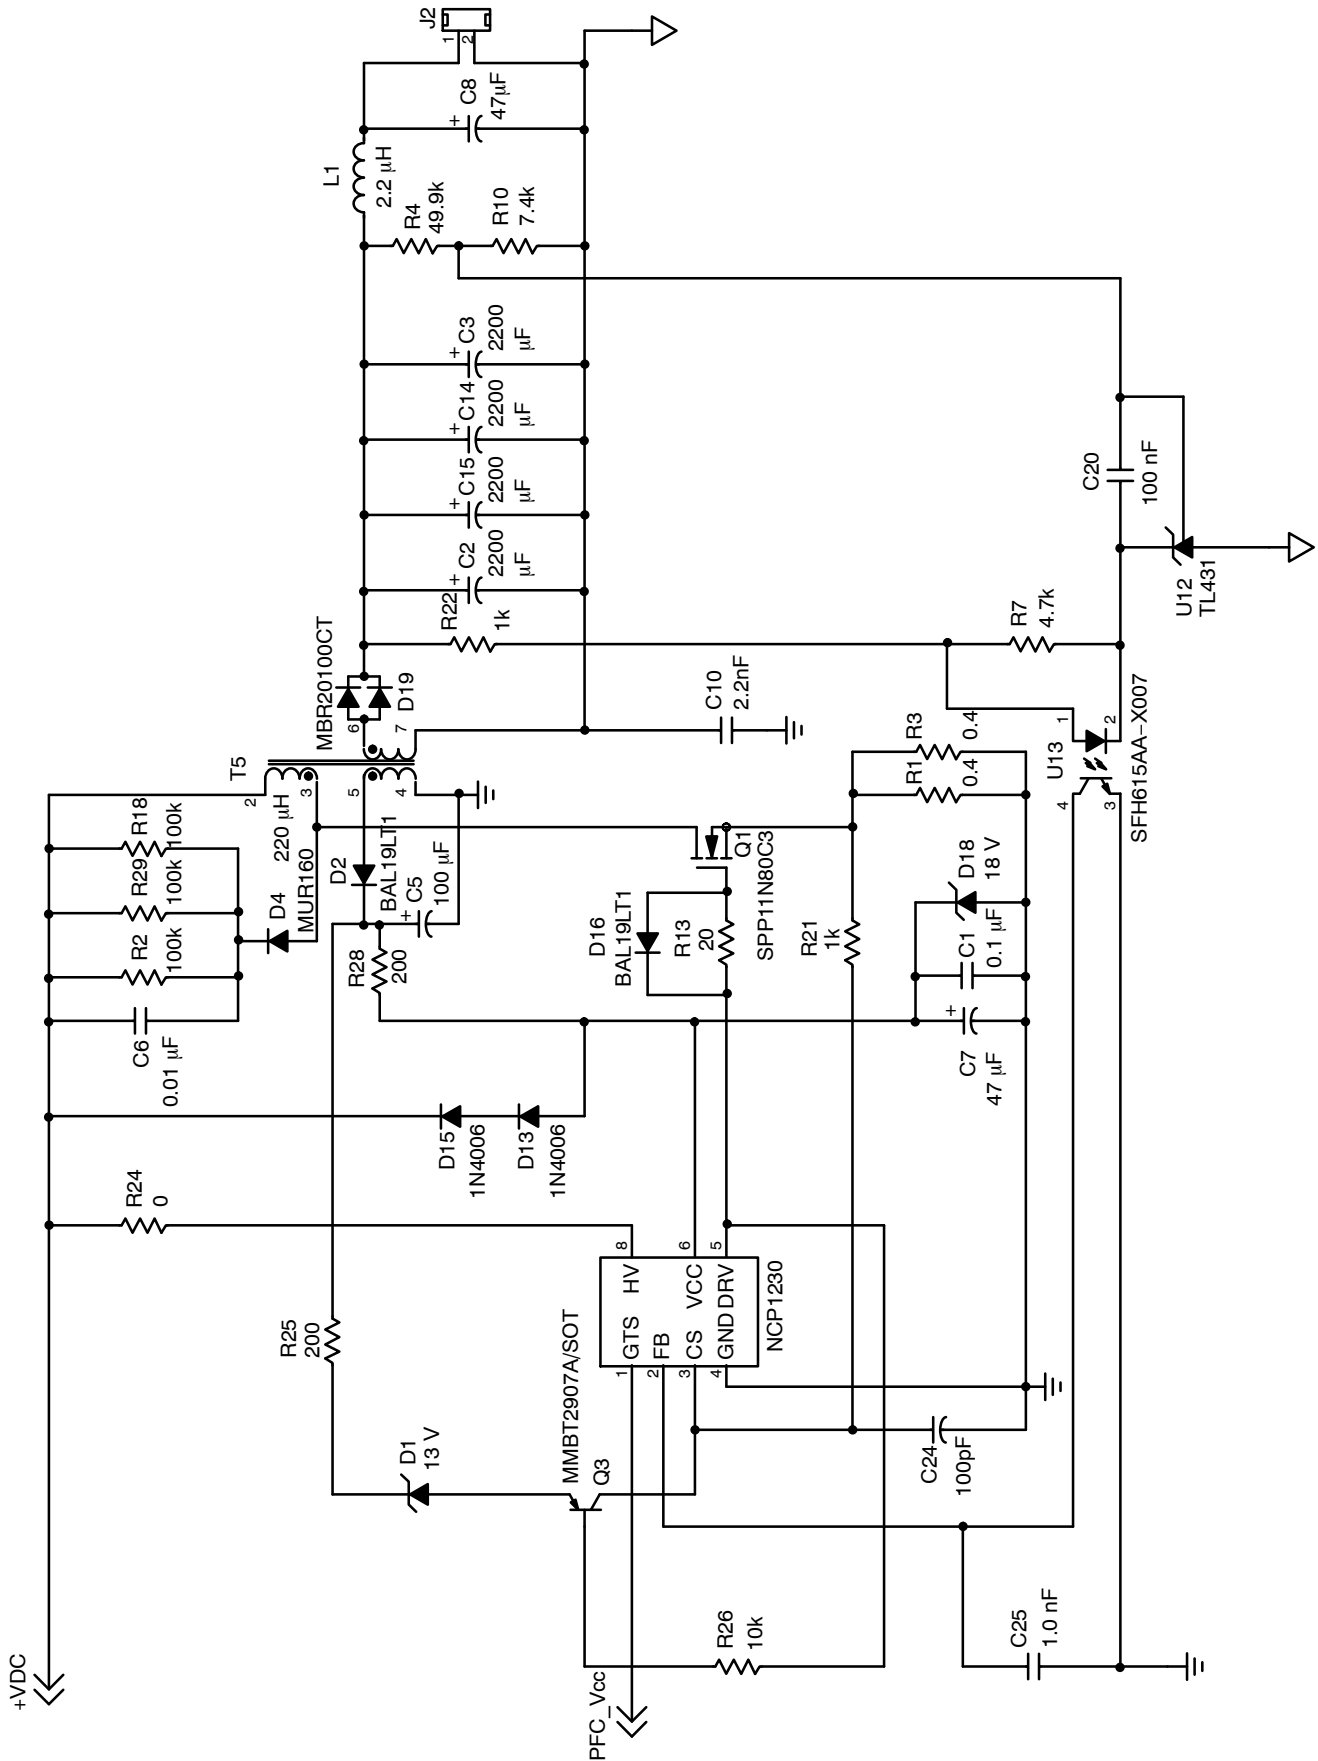 +VDC
R24
0
C6
0.01 µF
R2
100k
R29
100k
R18
100k
D4
MUR160
220 µH
T5
2
3
5
4
6
7
MBR20100CT
D19
R25
200
R28
200
D2
BAL19LT1
C5
100 µF
+
D1
13 V
D15
1N4006
D13
1N4006
R22
1k
C2
2200
µF
+
C15
2200
µF
+
C14
2200
µF
+
C3
2200
µF
+
R4
49.9k
R10
7.4k
L1
2.2 µH
C8
47µF
+
J2
1
2
MMBT2907A/SOT
Q3
PFC_Vcc
R26
10k
1
GTS
2
FB
3
CS
4
GND
HV
8
VCC
6
DRV
5
NCP1230
D16
BAL19LT1
R13
20
Q1
SPP11N80C3
C10
2.2nF
R21
1k
R1
0.4
R3
0.4
C24
100pF
C7
47 µF
+
C1
0.1 µF
D18
18 V
C25
1.0 nF
U13
4
3
1
2
SFH615AA-X007
R7
4.7k
C20
100 nF
U12
TL431